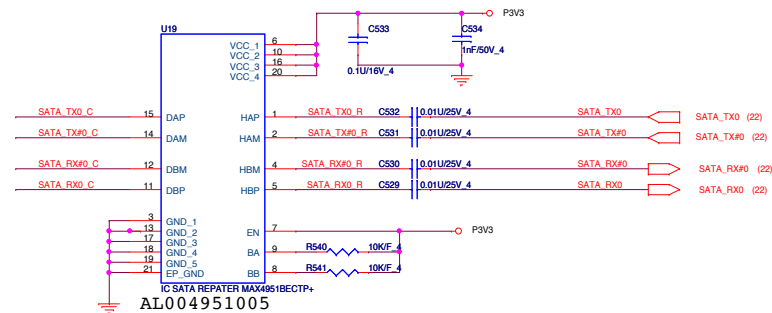 P3V3
U19
C533
C534
VCC_1 6
VCC_2 10
VCC_3 16
VCC_4 20
1nF/50V_4
0.1U/16V_4
SATA_TX0_C 15 DAP HAP 1 SATA_TX0_R C532 0.01U/25V_4 SATA_TX0 SATA_TX0 (22)
SATA_TX#0_C 14 DAM HAM 2 SATA_TX#0_R C531 0.01U/25V_4 SATA_TX#0 SATA_TX#0 (22)
SATA_RX#0_C 12 DBM HBM 4 SATA_RX#0_R C530 0.01U/25V_4 SATA_RX#0 SATA_RX#0 (22)
SATA_RX0_C 11 DBP HBP 5 SATA_RX0_R C529 0.01U/25V_4 SATA_RX0 SATA_RX0 (22)
3 GND_1
13 GND_2 EN 7 P3V3
17 GND_3
18 GND_4 BA 9 R540 10K/F_4
19 GND_5
21 EP_GND BB 8 R541 10K/F_4
IC SATA REPATER MAX4951BECTP+
AL004951005